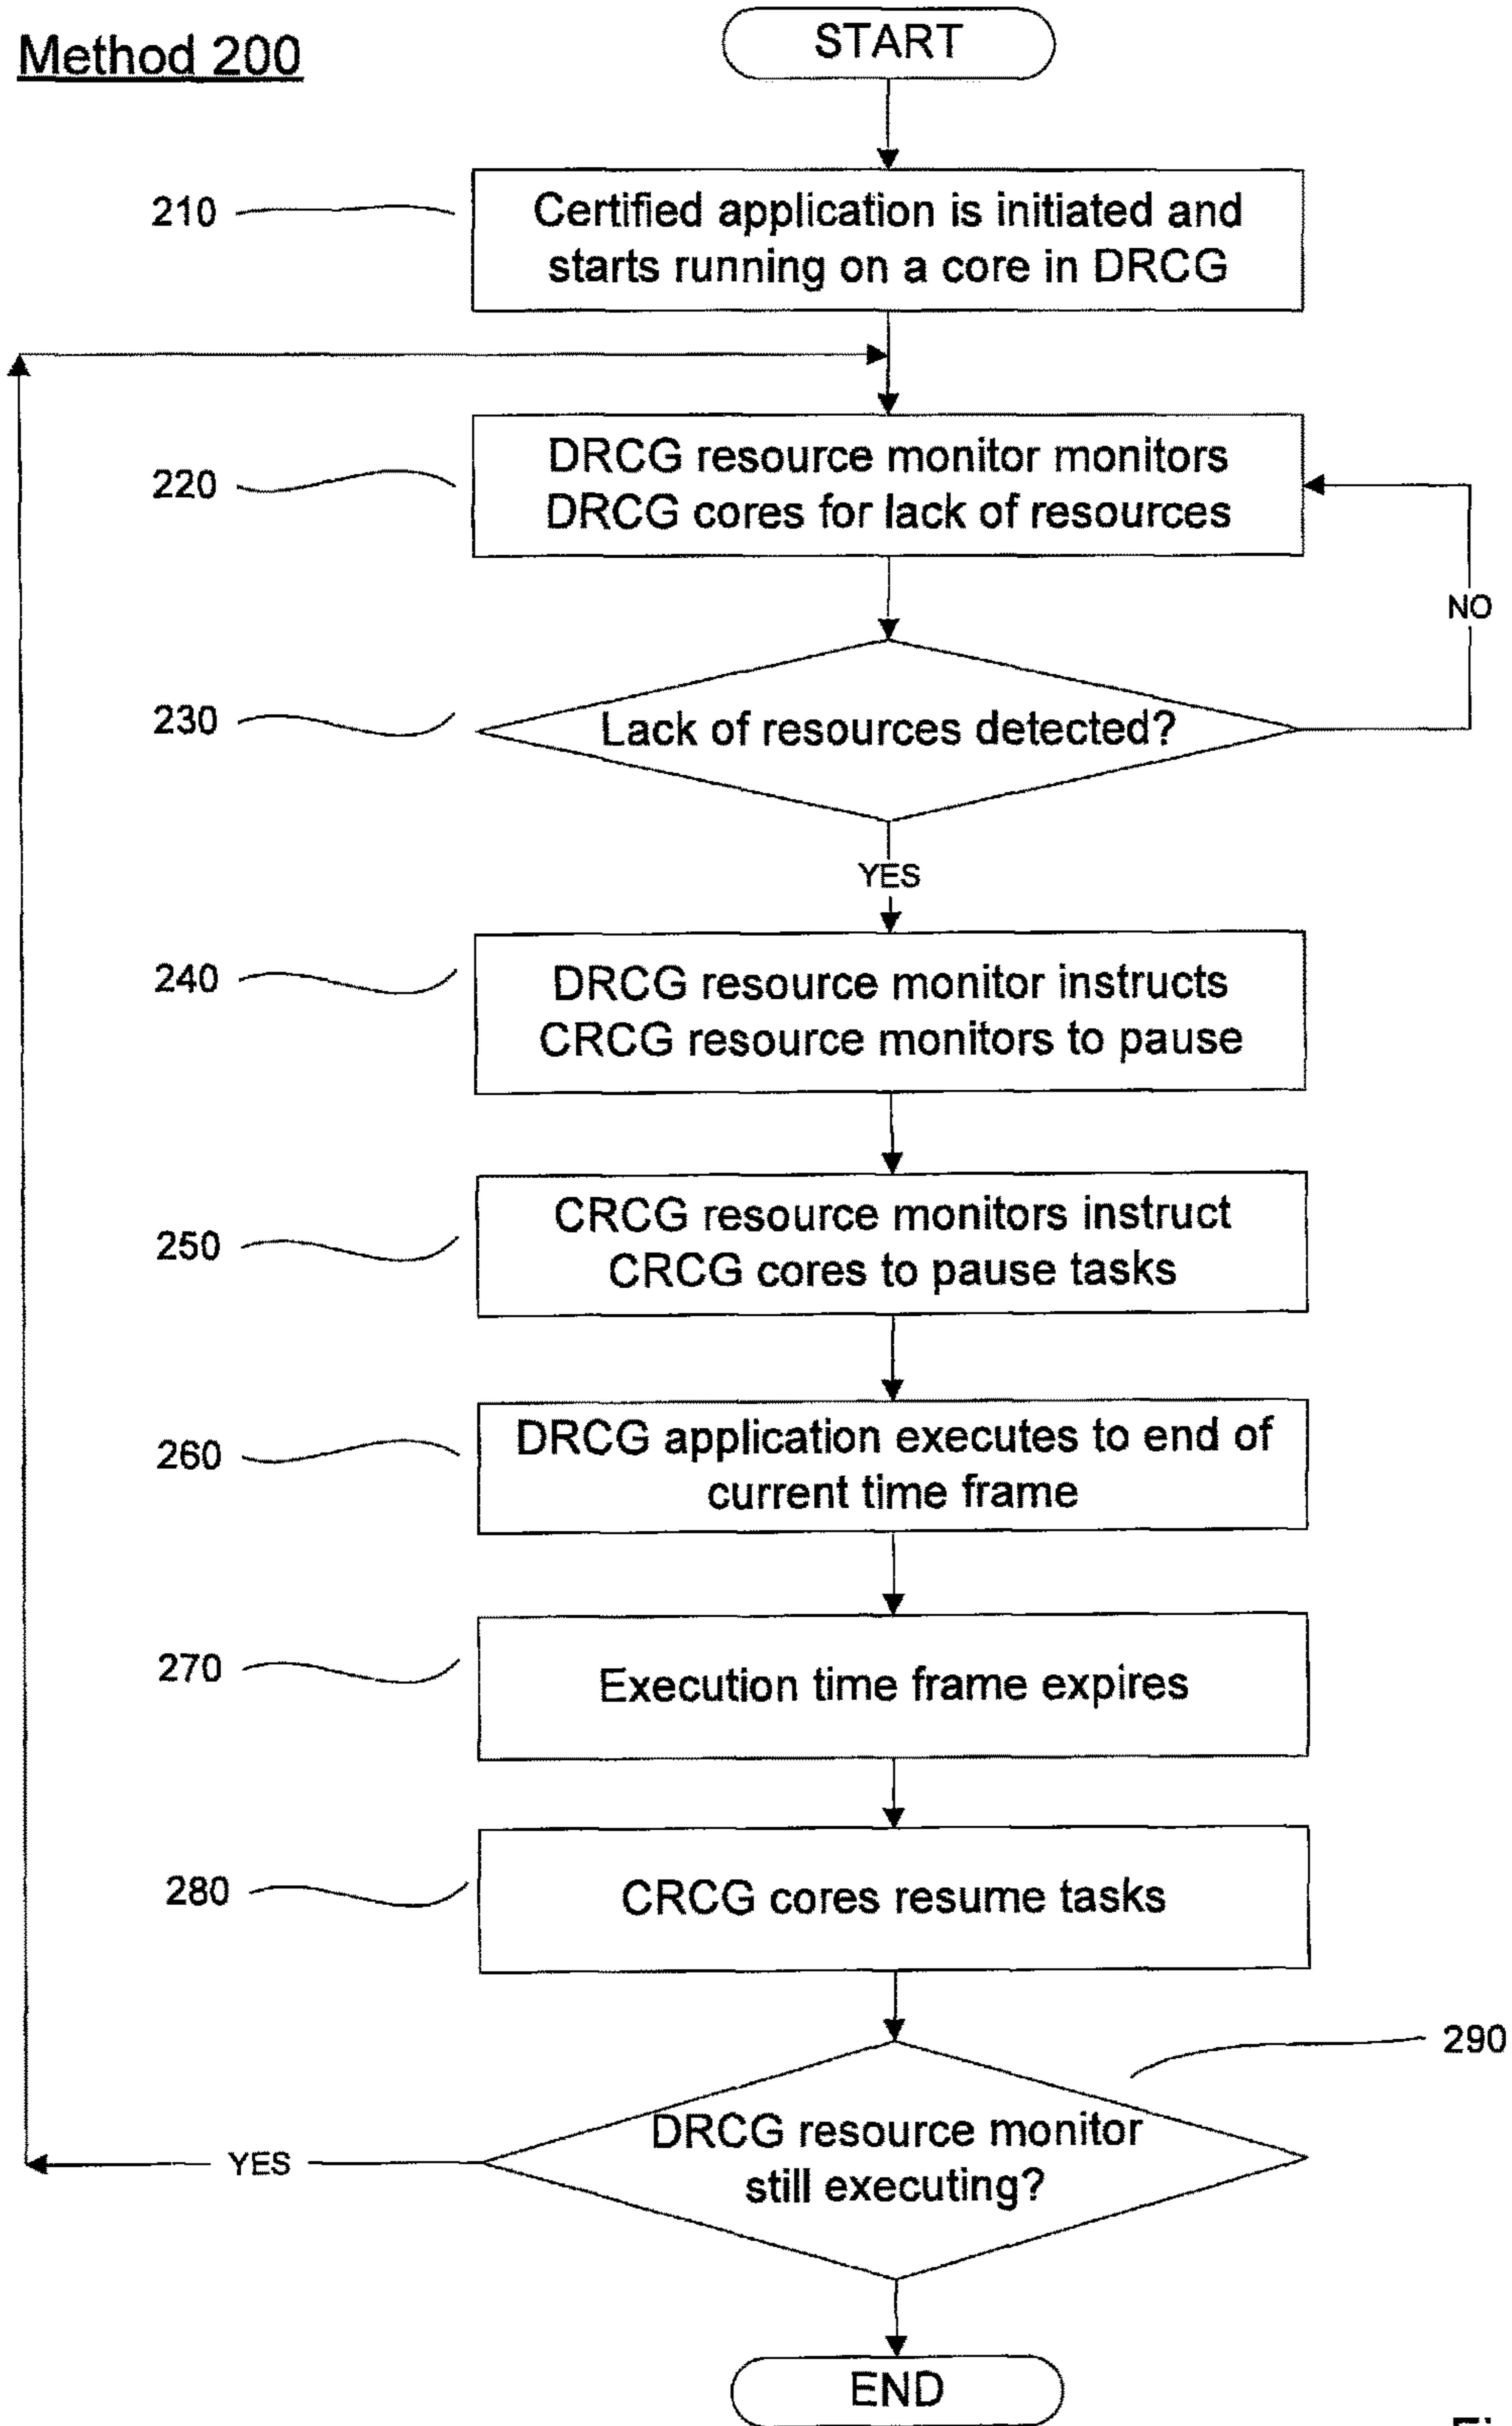 Method 200
START
210
Certified application is initiated and
starts running on a core in DRCG
220
DRCG resource monitor monitors
DRCG cores for lack of resources
NO
230
Lack of resources detected?
YES
240
DRCG resource monitor instructs
CRCG resource monitors to pause
250
CRCG resource monitors instruct
CRCG cores to pause tasks
260
DRCG application executes to end of
current time frame
270
Execution time frame expires
280
CRCG cores resume tasks
290
DRCG resource monitor
still executing?
YES
END